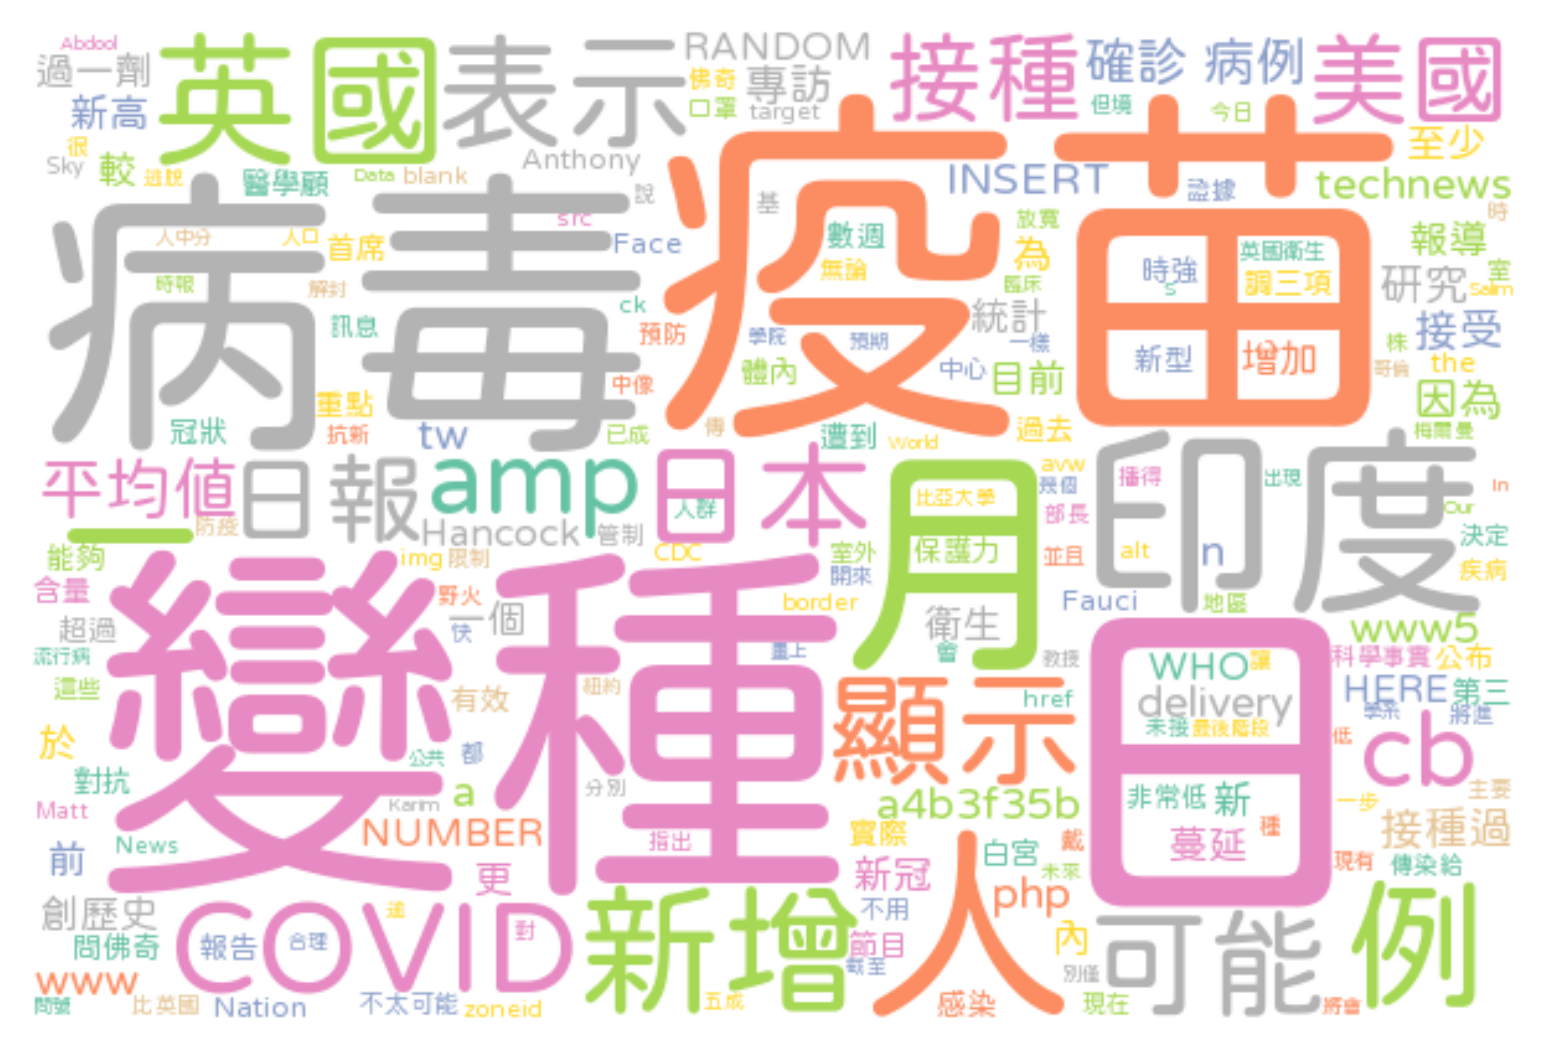 Abdool
過一劑
英國
表示
RANDOM
佛奇
專訪
接種
確診
病例
美國
新高
口罩
target
但境
今日
很
Sky
較
逃脫
醫學顧
Data
blank
Anthony
疫苗
INSERT
至少
technews
病毒
說
src
基
放寬
時
人中分
人口
首席
Face
數週
為
時強
英國衛生
報導
時報
解封
無論
臨床
s
調三項
研究
室
Salim
訊息
ck
預防
統計
學院
預期
一樣
新型
增加
接受
株
the
哥倫
體內
中心
目前
中像
重點
冠狀
抗新
tw
已成
傳
遭到
World
過去
因為
梅爾曼
平均值
日報
amp
日本
人群
月
比亞大學
avw
幾個
印度
播得
出現
In
Our
一
防疫
Hancock
管制
部長
決定
能夠
img
限制
CDC
室外
保護力
並且
alt
n
疾病
含量
變種
野火
開來
border
Fauci
地區
超過
一個
快
衛生
www5
流行病
會
教授
日
WHO
讓
科學事實
公布
這些
有效
紐約
顯示
href
delivery
HERE
第三
於
公共
都
未接
最後階段
學系
將進
低
cb
對抗
a
分別
Karim
a4b3f35b
非常低
新
一步
主要
Matt
NUMBER
指出
實際
人
戴
蔓延
種
接種過
前
News
更
新冠
白宮
未來
現有
傳染給
php
創歷史
COVID
對
新增
不用
內
可能
例
問佛奇
報告
合理
節目
截至
別僅
www
比英國
Nation
不太可能
zoneid
五成
感染
現在
將會